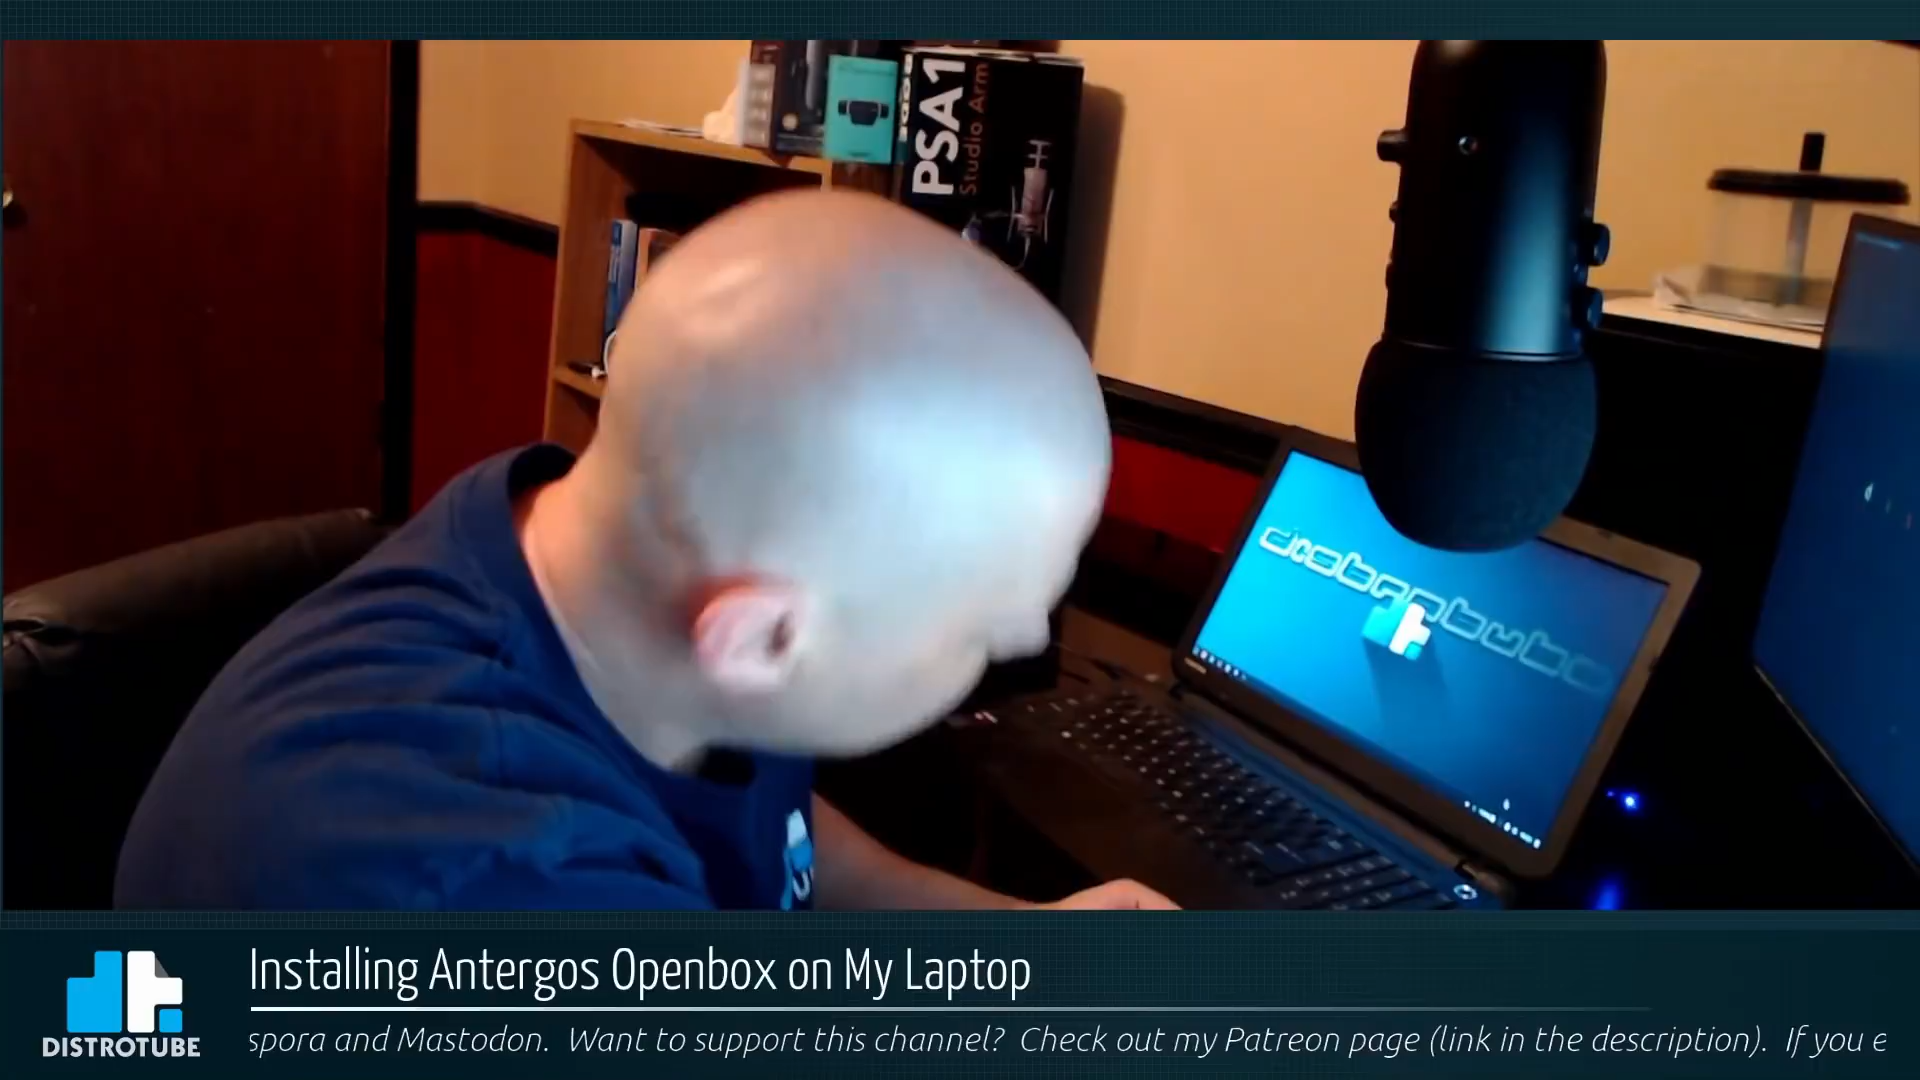 PSA1
Studio Arm
distrotube
Installing Antergos Openbox on My Laptop
spora and Mastodon.  Want to support this channel?  Check out my Patreon page (link in the description).  If you e
DISTROTUBE